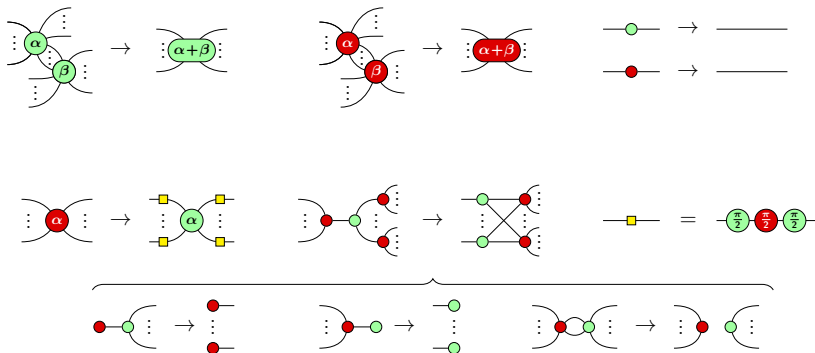 α β → α+β
α β → α+β
→
→
α → α
→
= π/2 π/2 π/2
→ → →